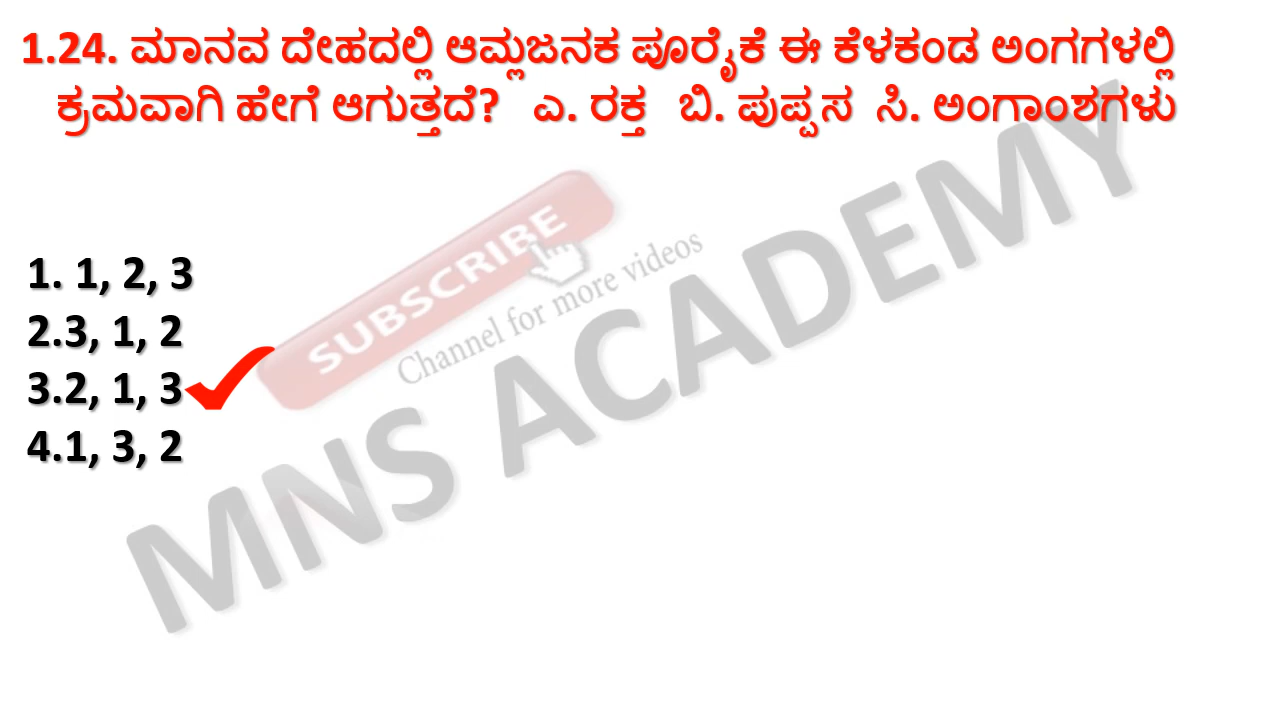 1.24. ಮಾನವ ದೇಹದಲ್ಲಿ ಆಮ್ಲಜನಕ ಪೂರೈಕೆ ಈ ಕೆಳಕಂಡ ಅಂಗಗಳಲ್ಲಿ
ಕ್ರಮವಾಗಿ ಹೇಗೆ ಆಗುತ್ತದೆ? ಎ. ರಕ್ತ ಬಿ. ಪುಪ್ಪಸ ಸಿ. ಅಂಗಾಂಶಗಳು
1. 1, 2, 3
2.3, 1, 2
3.2, 1, 3
4.1, 3, 2
SUBSCRIBE
Channel for more videos
MNS ACADEMY